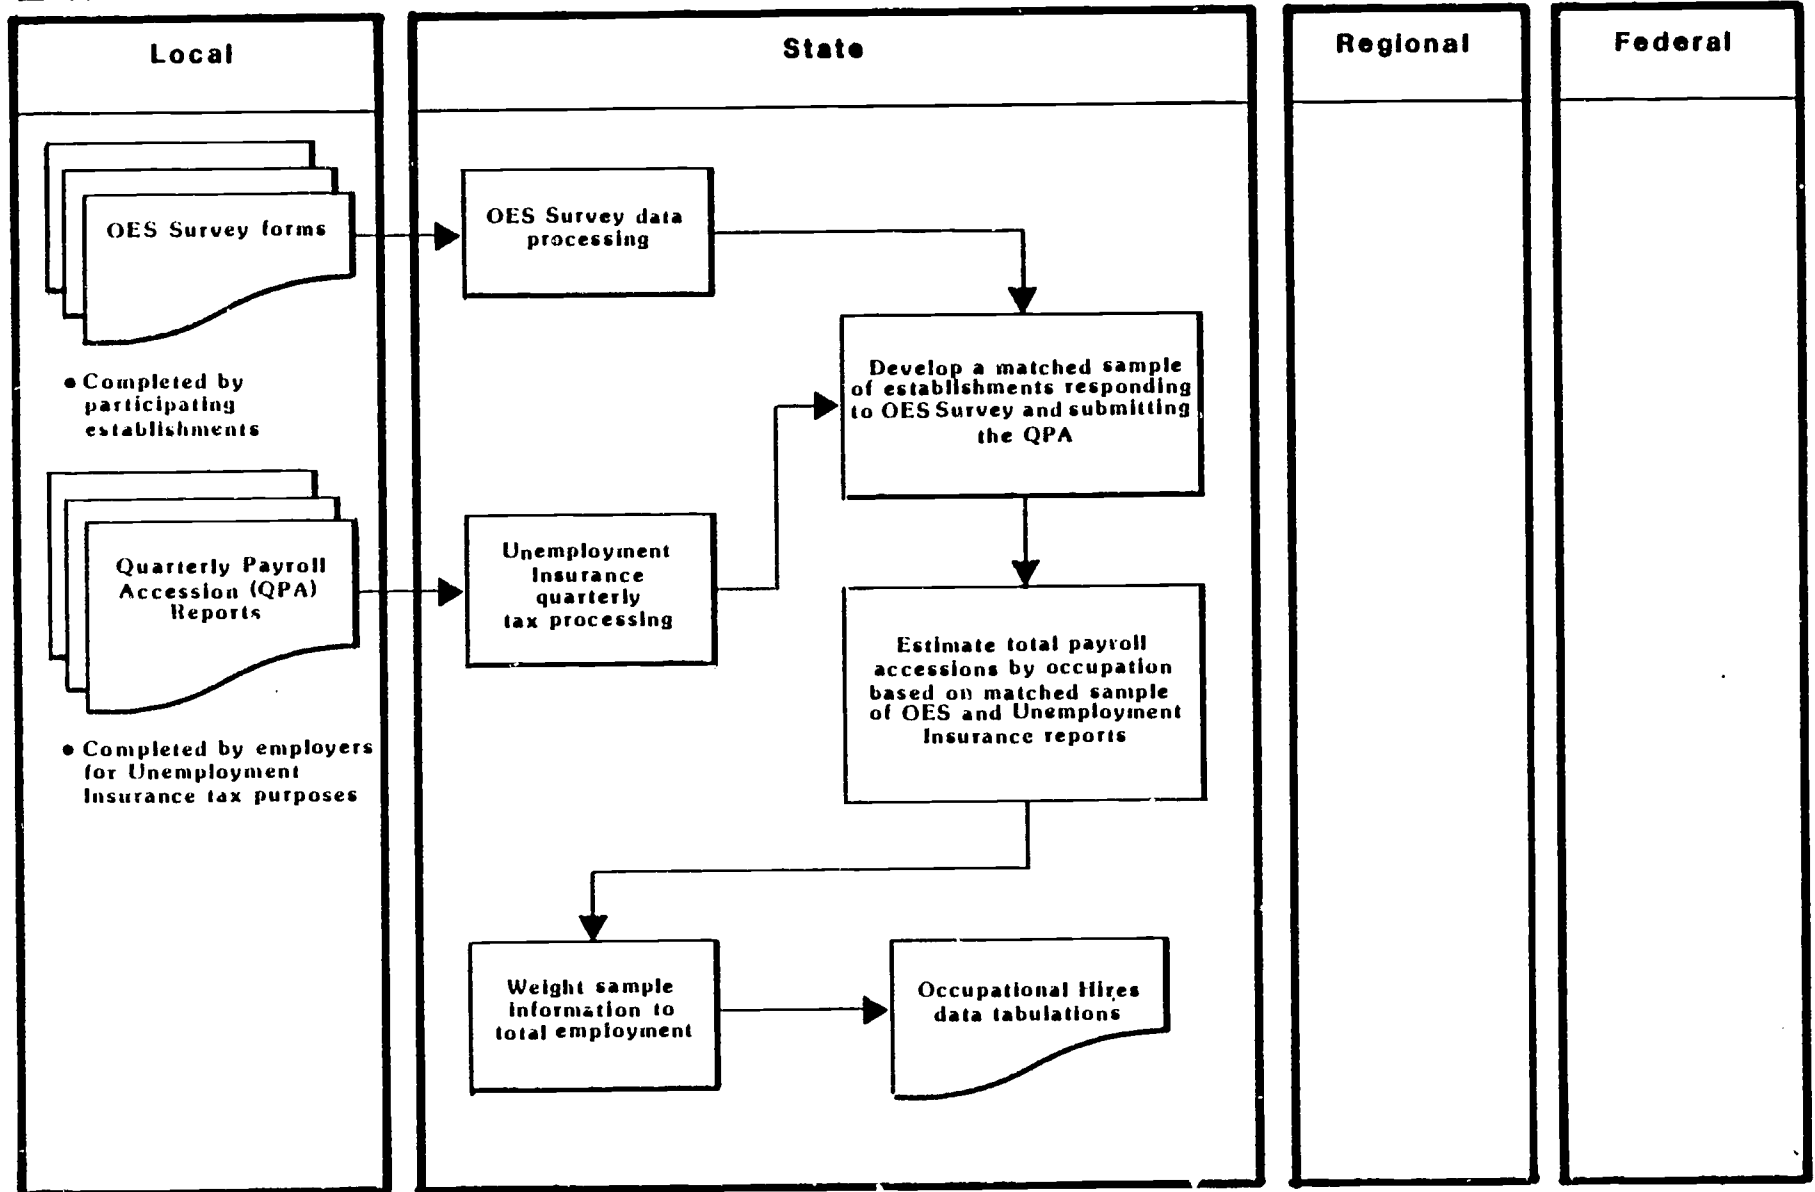 Local
State
Regional
Federal
OES Survey forms
• Completed by
participating
establishments
Quarterly Payroll
Accession (QPA)
Reports
• Completed by employers
for Unemployment
Insurance tax purposes
OES Survey data
processing
Unemployment
Insurance
quarterly
tax processing
Develop a matched sample
of establishments responding
to OES Survey and submitting
the QPA
Estimate total payroll
accessions by occupation
based on matched sample
of OES and Unemployment
Insurance reports
Weight sample
information to
total employment
Occupational Hires
data tabulations